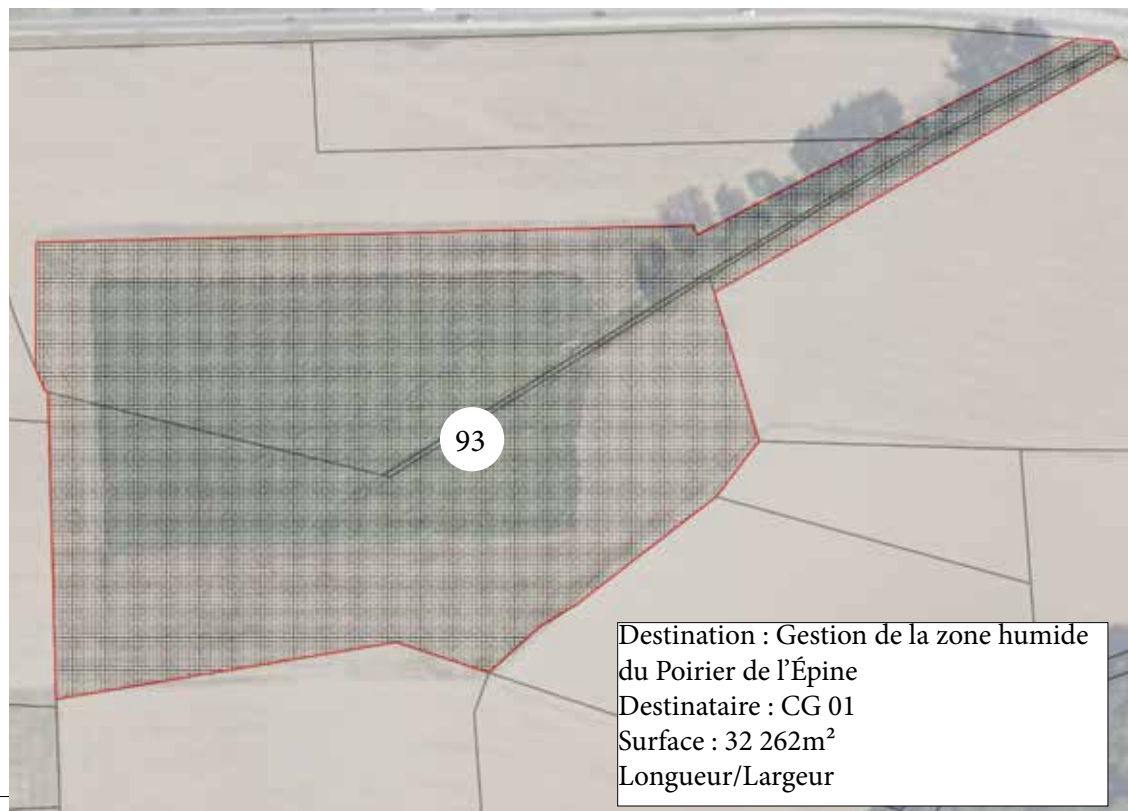 93
Destination : Gestion de la zone humide
du Poirier de l’Épine
Destinataire : CG 01
Surface : 32 262m²
Longueur/Largeur